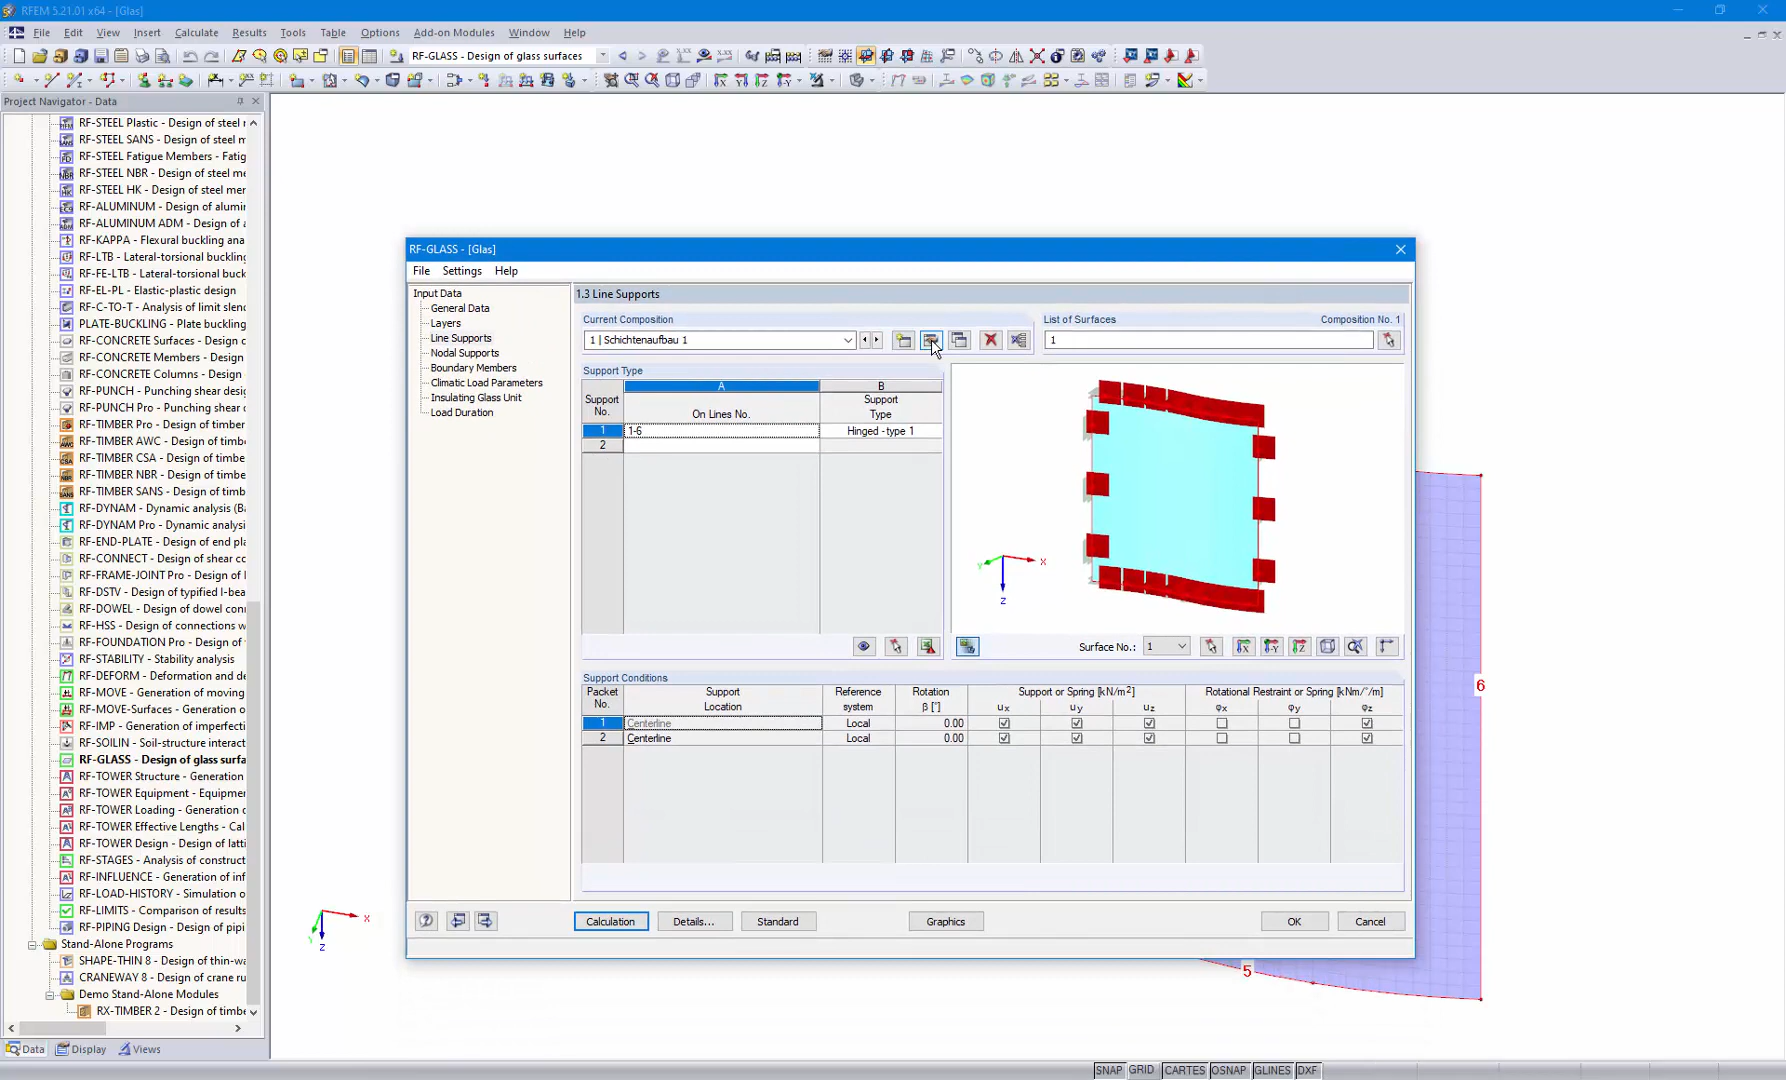 RFEM 5.21.01 x64 - [Glas]
File Edit View Insert Calculate Results Tools Table Options Add-on Modules Window Help
RF-GLASS - Design of glass surfaces
Project Navigator - Data
RF-STEEL Plastic - Design of steel r
RF-STEEL SANS - Design of steel m
RF-STEEL Fatigue Members - Fatig
RF-STEEL NBR - Design of steel me
RF-STEEL HK - Design of steel mer
RF-ALUMINUM - Design of alumir
RF-ALUMINUM ADM - Design of a
RF-KAPPA - Flexural buckling ana
RF-LTB - Lateral-torsional buckling
RF-FE-LTB - Lateral-torsional buck
RF-EL-PL - Elastic-plastic design
RF-C-TO-T - Analysis of limit slend
PLATE-BUCKLING - Plate buckling
RF-CONCRETE Surfaces - Design o
RF-CONCRETE Members - Design
RF-CONCRETE Columns - Design o
RF-PUNCH - Punching shear desig
RF-PUNCH Pro - Punching shear d
RF-TIMBER Pro - Design of timber
RF-TIMBER AWC - Design of timbe
RF-TIMBER CSA - Design of timbe
RF-TIMBER NBR - Design of timbe
RF-TIMBER SANS - Design of timb
RF-DYNAM - Dynamic analysis (Ba
RF-DYNAM Pro - Dynamic analysis
RF-END-PLATE - Design of end pla
RF-CONNECT - Design of shear co
RF-FRAME-JOINT Pro - Design of l
RF-DSTV - Design of typified I-bea
RF-DOWEL - Design of dowel conn
RF-HSS - Design of connections w
RF-FOUNDATION Pro - Design of
RF-STABILITY - Stability analysis
RF-DEFORM - Deformation and de
RF-MOVE - Generation of moving
RF-MOVE-Surfaces - Generation of
RF-IMP - Generation of imperfecti
RF-SOILIN - Soil-structure interact
RF-GLASS - Design of glass surfa
RF-TOWER Structure - Generation
RF-TOWER Equipment - Equipmen
RF-TOWER Loading - Generation o
RF-TOWER Effective Lengths - Cal
RF-TOWER Design - Design of latti
RF-STAGES - Analysis of construct
RF-INFLUENCE - Generation of inf
RF-LOAD-HISTORY - Simulation o
RF-LIMITS - Comparison of results
RF-PIPING Design - Design of pipi
Stand-Alone Programs
SHAPE-THIN 8 - Design of thin-wa
CRANEWAY 8 - Design of crane ru
Demo Stand-Alone Modules
RX-TIMBER 2 - Design of timbe
Data Display Views
RF-GLASS - [Glas]
File Settings Help
Input Data
General Data
Layers
Line Supports
Nodal Supports
Boundary Members
Climatic Load Parameters
Insulating Glass Unit
Load Duration
1.3 Line Supports
Current Composition
1 | Schichtenaufbau 1
List of Surfaces Composition No. 1
1
Support Type
A B
Support No. On Lines No. Support Type
1 1-6 Hinged - type 1
2
X
Y
Z
Surface No.: 1
Support Conditions
Packet No. Support Location Reference system Rotation β [°] Support or Spring [kN/m²] Rotational Restraint or Spring [kNm/°/m]
ux uy uz φx φy φz
1 Centerline Local 0.00
2 Centerline Local 0.00
Calculation Details... Standard Graphics OK Cancel
6
5
X
Y
Z
SNAP GRID CARTES OSNAP GLINES DXF